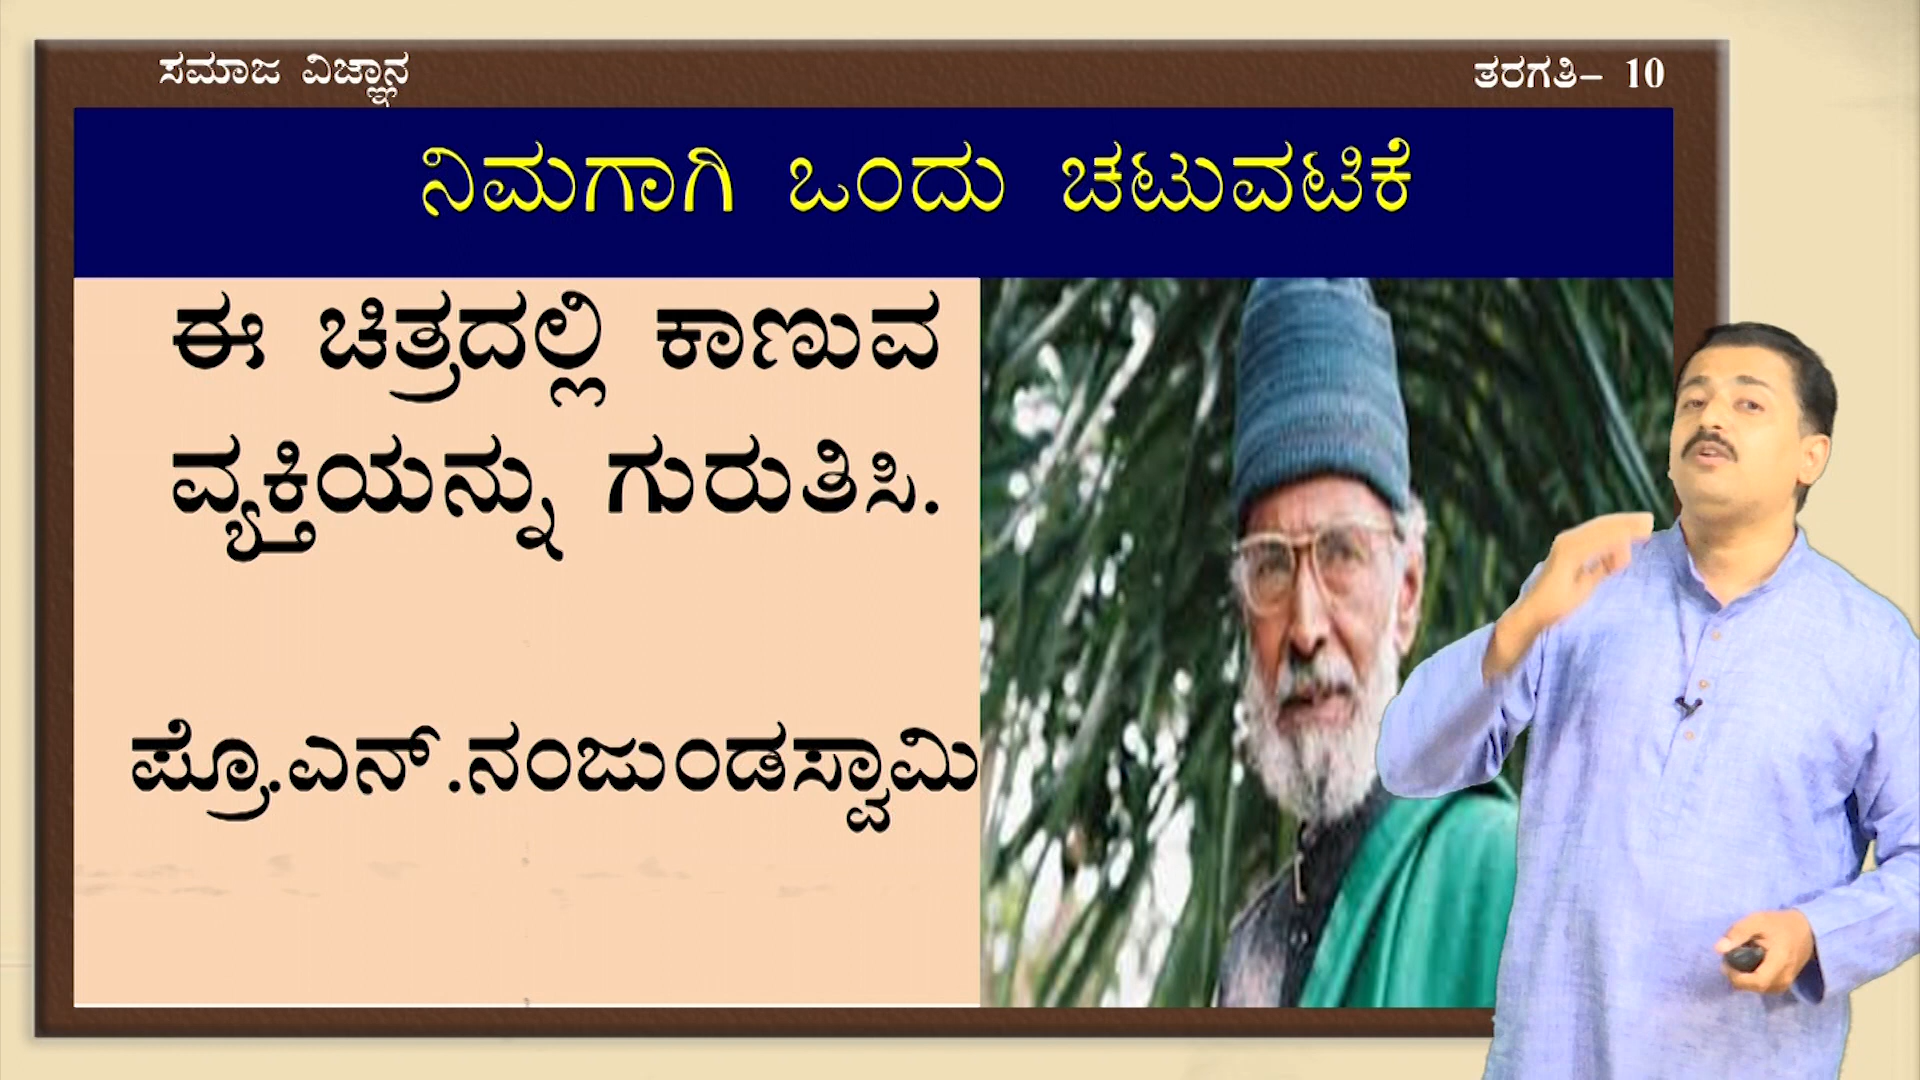 ಸಮಾಜ ವಿಜ್ಞಾನ
ತರಗತಿ– 10
ನಿಮಗಾಗಿ ಒಂದು ಚಟುವಟಿಕೆ
ಈ ಚಿತ್ರದಲ್ಲಿ ಕಾಣುವ
ವ್ಯಕ್ತಿಯನ್ನು ಗುರುತಿಸಿ.
ಪ್ರೊ.ಎನ್.ನಂಜುಂಡಸ್ವಾಮಿ